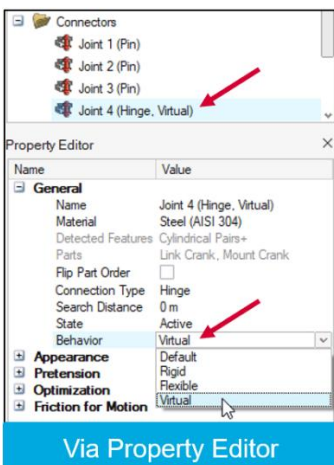 Connectors
Joint 1 (Pin)
Joint 2 (Pin)
Joint 3 (Pin)
Joint 4 (Hinge, Virtual)
Property Editor
Name Value
General
Name Joint 4 (Hinge, Virtual)
Material Steel (AISI 304)
Detected Features Cylindrical Pairs+
Parts Link Crank, Mount Crank
Flip Part Order
Connection Type Hinge
Search Distance 0 m
State Active
Behavior Virtual
Appearance Default
Pretension Rigid
Optimization Flexible
Friction for Motion Virtual
Via Property Editor